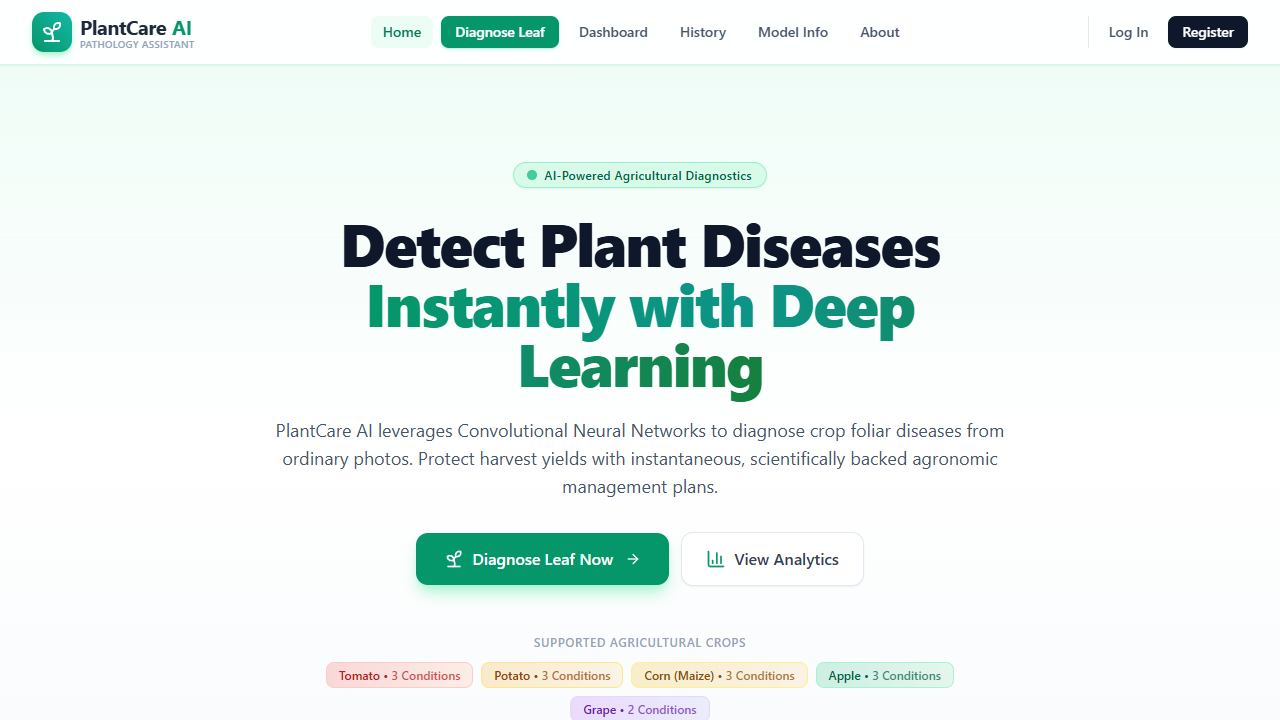 PlantCare AI
PATHOLOGY ASSISTANT
Home
Diagnose Leaf
Dashboard
History
Model Info
About
Log In
Register
AI-Powered Agricultural Diagnostics
Detect Plant Diseases
Instantly with Deep
Learning
PlantCare AI leverages Convolutional Neural Networks to diagnose crop foliar diseases from
ordinary photos. Protect harvest yields with instantaneous, scientifically backed agronomic
management plans.
Diagnose Leaf Now →
View Analytics
SUPPORTED AGRICULTURAL CROPS
Tomato • 3 Conditions
Potato • 3 Conditions
Corn (Maize) • 3 Conditions
Apple • 3 Conditions
Grape • 2 Conditions